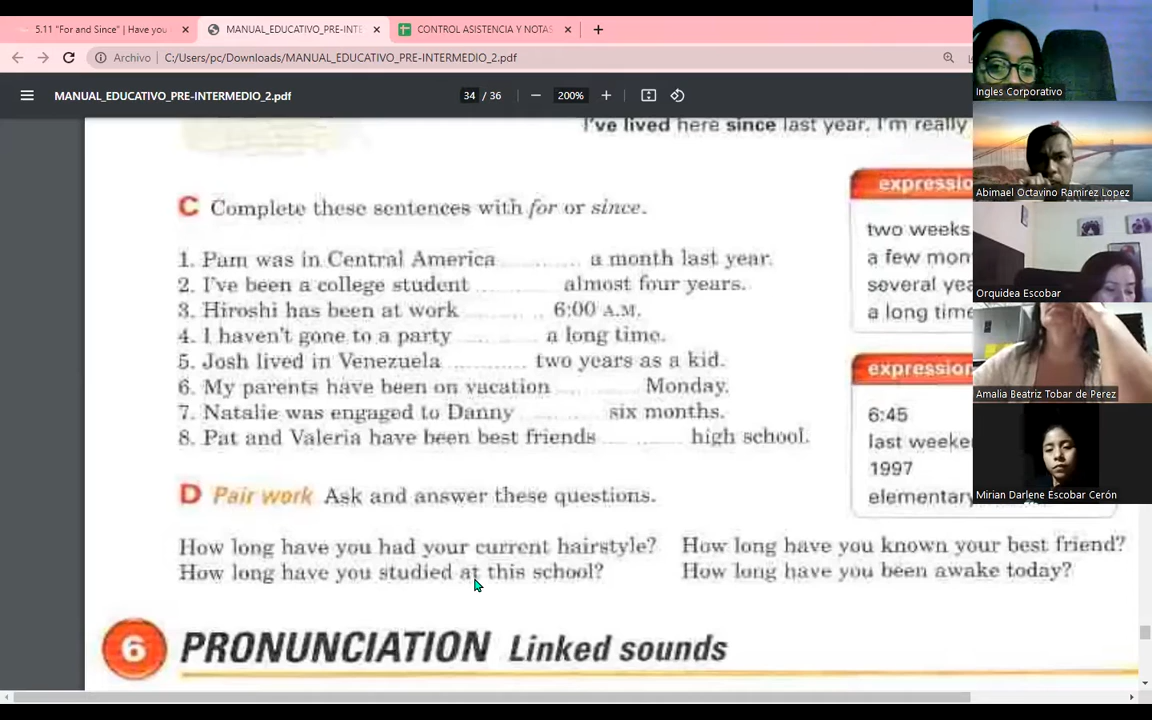 5.11 "For and Since" | Have you
MANUAL_EDUCATIVO_PRE-INTE
CONTROL ASISTENCIA Y NOTAS
Archivo C:/Users/pc/Downloads/MANUAL_EDUCATIVO_PRE-INTERMEDIO_2.pdf
MANUAL_EDUCATIVO_PRE-INTERMEDIO_2.pdf
34 / 36
200%
I've lived here since last year. I'm really
C Complete these sentences with for or since.
1. Pam was in Central America .......... a month last year.
2. I've been a college student .......... almost four years.
3. Hiroshi has been at work .......... 6:00 A.M.
4. I haven't gone to a party .......... a long time.
5. Josh lived in Venezuela .......... two years as a kid.
6. My parents have been on vacation .......... Monday.
7. Natalie was engaged to Danny .......... six months.
8. Pat and Valeria have been best friends .......... high school.
expressio
two weeks
a few mon
several yea
a long time
expression
6:45
last weeke
1997
elementary
D Pair work Ask and answer these questions.
How long have you had your current hairstyle?
How long have you studied at this school?
How long have you known your best friend?
How long have you been awake today?
6 PRONUNCIATION Linked sounds
Ingles Corporativo
Abimael Octavino Ramirez Lopez
Orquidea Escobar
Amalia Beatriz Tobar de Perez
Mirian Darlene Escobar Cerón